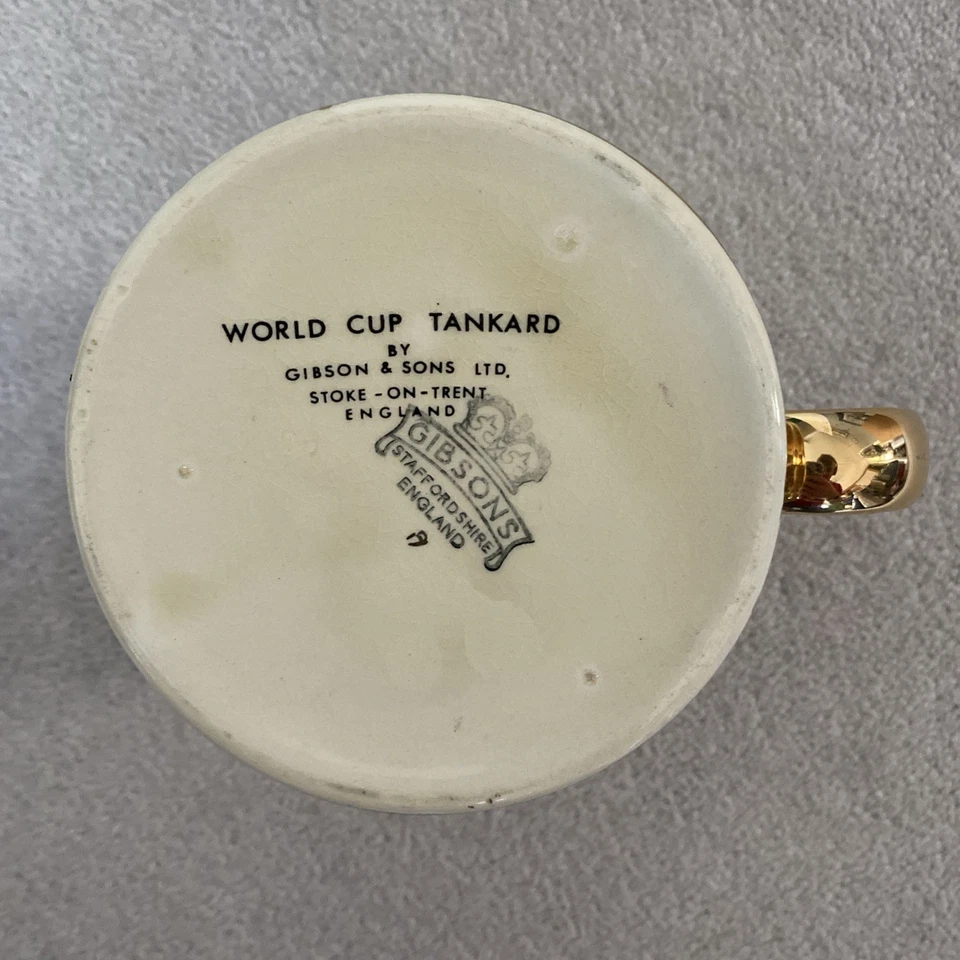 WORLD CUP TANKARD
BY
GIBSON & SONS LTD.
STOKE-ON-TRENT
ENGLAND
GIBSONS
STAFFORDSHIRE
ENGLAND